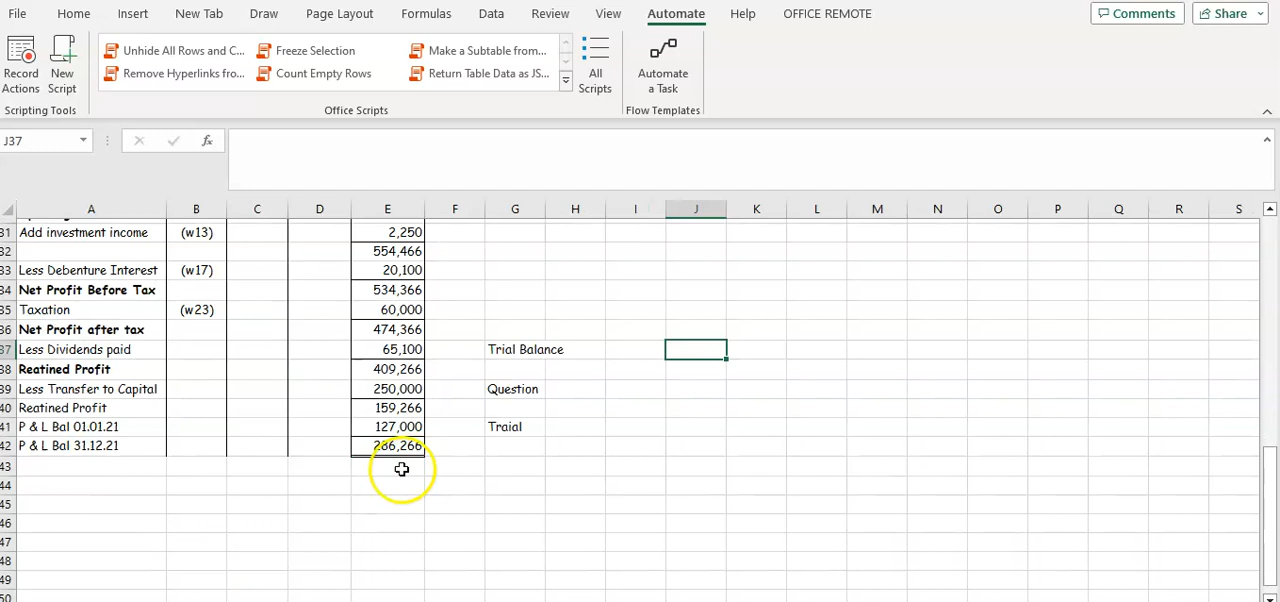 File Home Insert New Tab Draw Page Layout Formulas Data Review View Automate Help OFFICE REMOTE Comments Share
Unhide All Rows and C... Freeze Selection Make a Subtable from...
Remove Hyperlinks fro... Count Empty Rows Return Table Data as JS...
Record Actions
New Script
All Scripts
Automate a Task
Scripting Tools Office Scripts Flow Templates
J37 fx
A B C D E F G H I J K L M N O P Q R S
31 Add investment income (w13) 2,250
32 554,466
33 Less Debenture Interest (w17) 20,100
34 Net Profit Before Tax 534,366
35 Taxation (w23) 60,000
36 Net Profit after tax 474,366
37 Less Dividends paid 65,100 Trial Balance
38 Reatined Profit 409,266
39 Less Transfer to Capital 250,000 Question
40 Reatined Profit 159,266
41 P & L Bal 01.01.21 127,000 Traial
42 P & L Bal 31.12.21 286,266
43
44
45
46
47
48
49
50